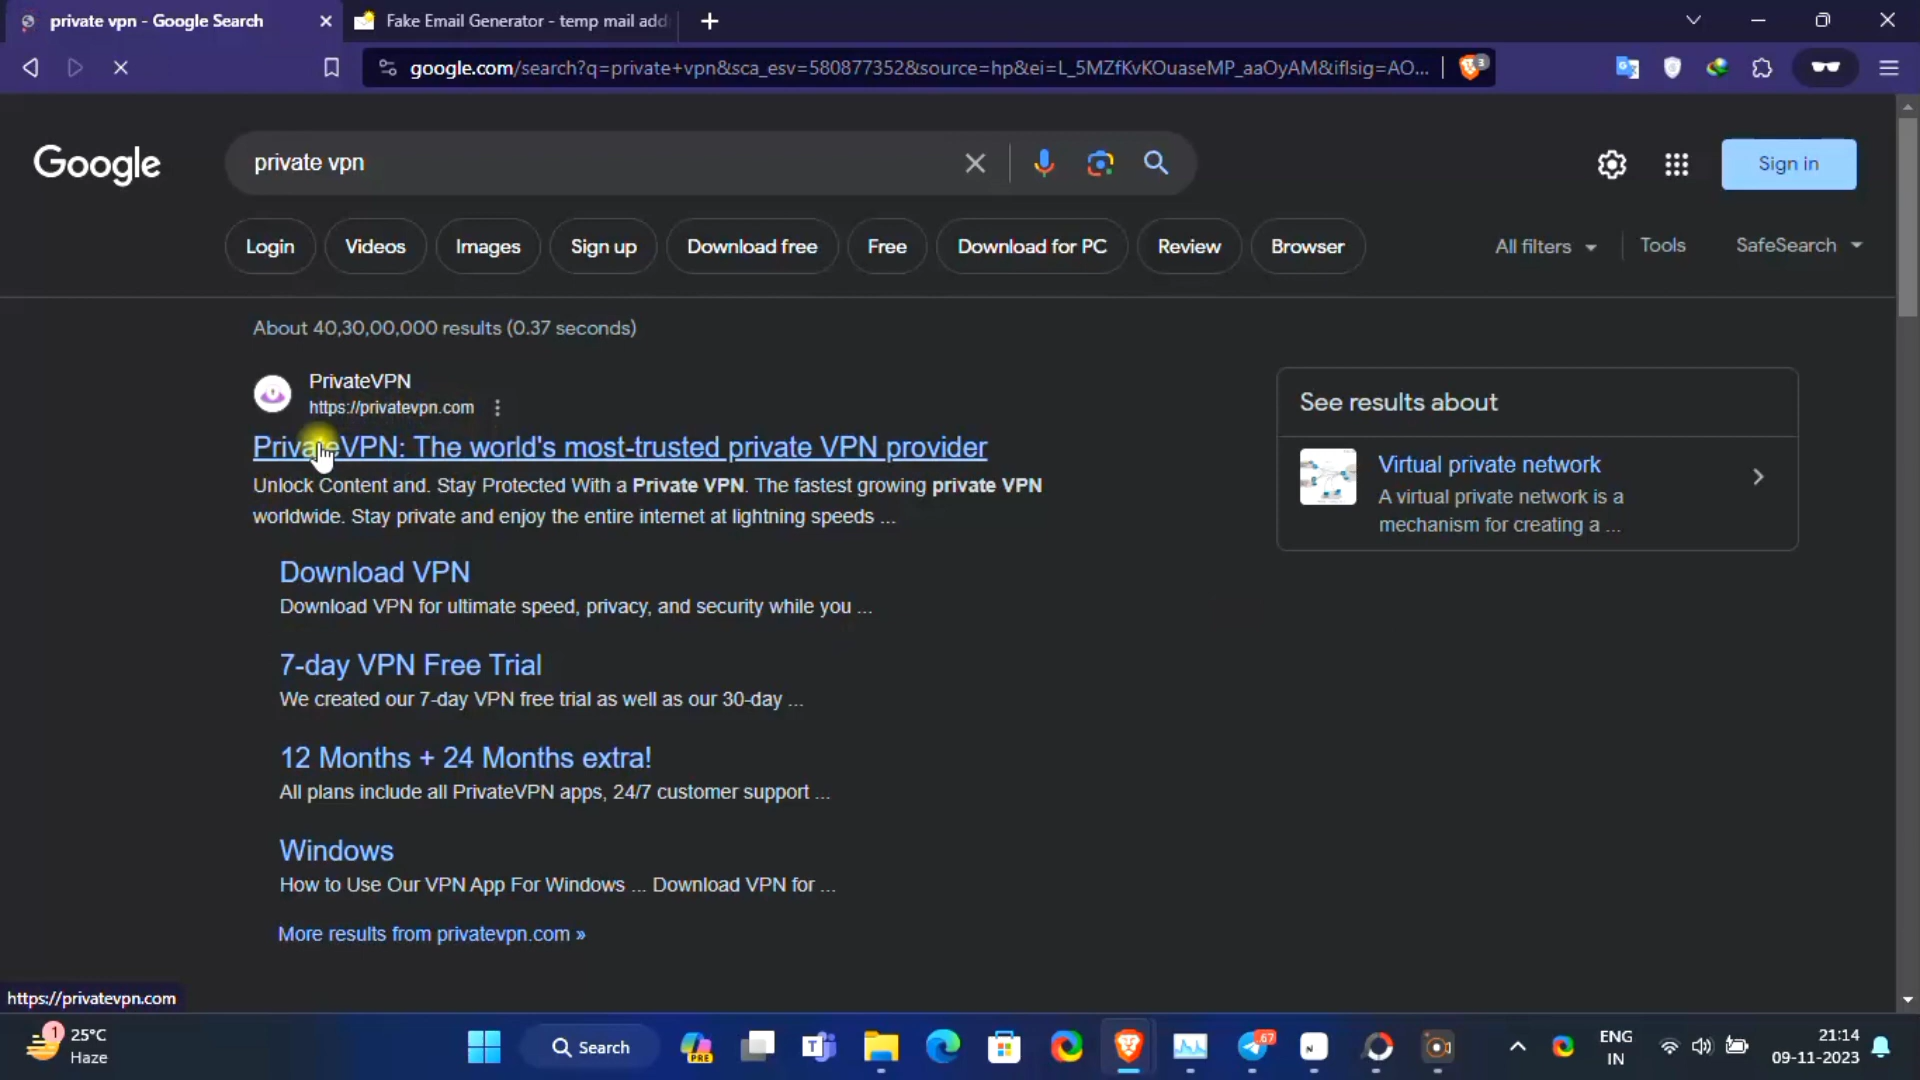 private vpn - Google Search
Fake Email Generator - temp mail add
google.com/search?q=private+vpn&sca_esv=580877352&source=hp&ei=L_5MZfKvKOuaseMP_aaOyAM&iflsig=AO...
3
Google
private vpn
Sign in
Login
Videos
Images
Sign up
Download free
Free
Download for PC
Review
Browser
All filters
Tools
SafeSearch
About 40,30,00,000 results (0.37 seconds)
PrivateVPN
https://privatevpn.com
PrivateVPN: The world's most-trusted private VPN provider
Unlock Content and. Stay Protected With a Private VPN. The fastest growing private VPN
worldwide. Stay private and enjoy the entire internet at lightning speeds ...
See results about
Virtual private network
A virtual private network is a
mechanism for creating a ...
Download VPN
Download VPN for ultimate speed, privacy, and security while you ...
7-day VPN Free Trial
We created our 7-day VPN free trial as well as our 30-day ...
12 Months + 24 Months extra!
All plans include all PrivateVPN apps, 24/7 customer support ...
Windows
How to Use Our VPN App For Windows ... Download VPN for ...
More results from privatevpn.com »
https://privatevpn.com
1
25°C
Haze
Search
PRE
67
ENG
IN
21:14
09-11-2023